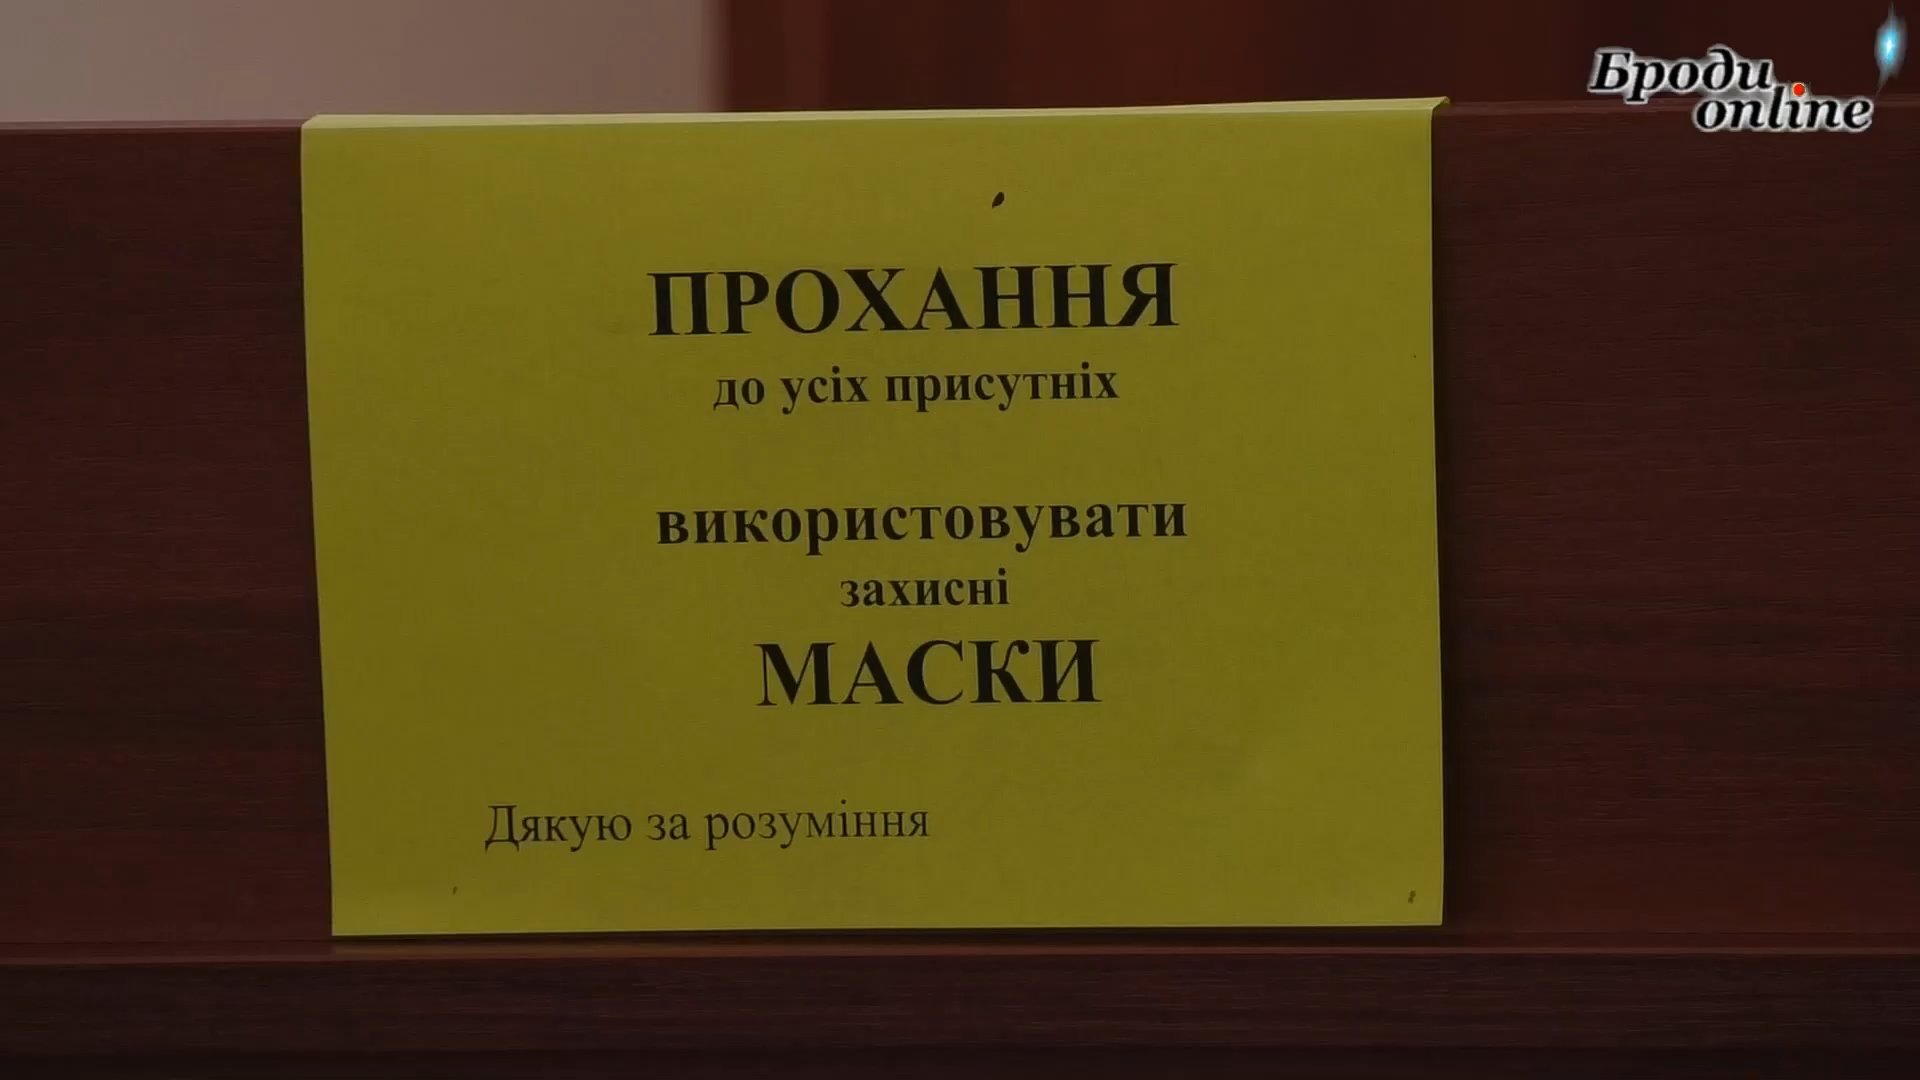 Броди
online
ПРОХАННЯ
до усіх присутніх
використовувати
захисні
МАСКИ
Дякую за розуміння